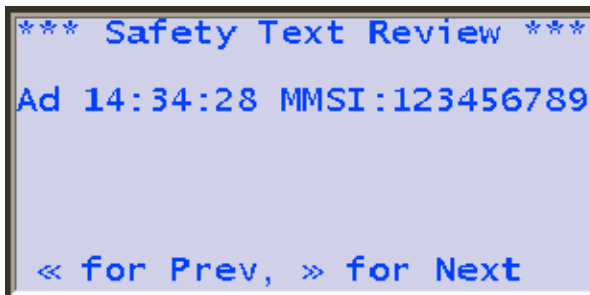 *** Safety Text Review ***
Ad 14:34:28 MMSI:123456789
« for Prev, » for Next